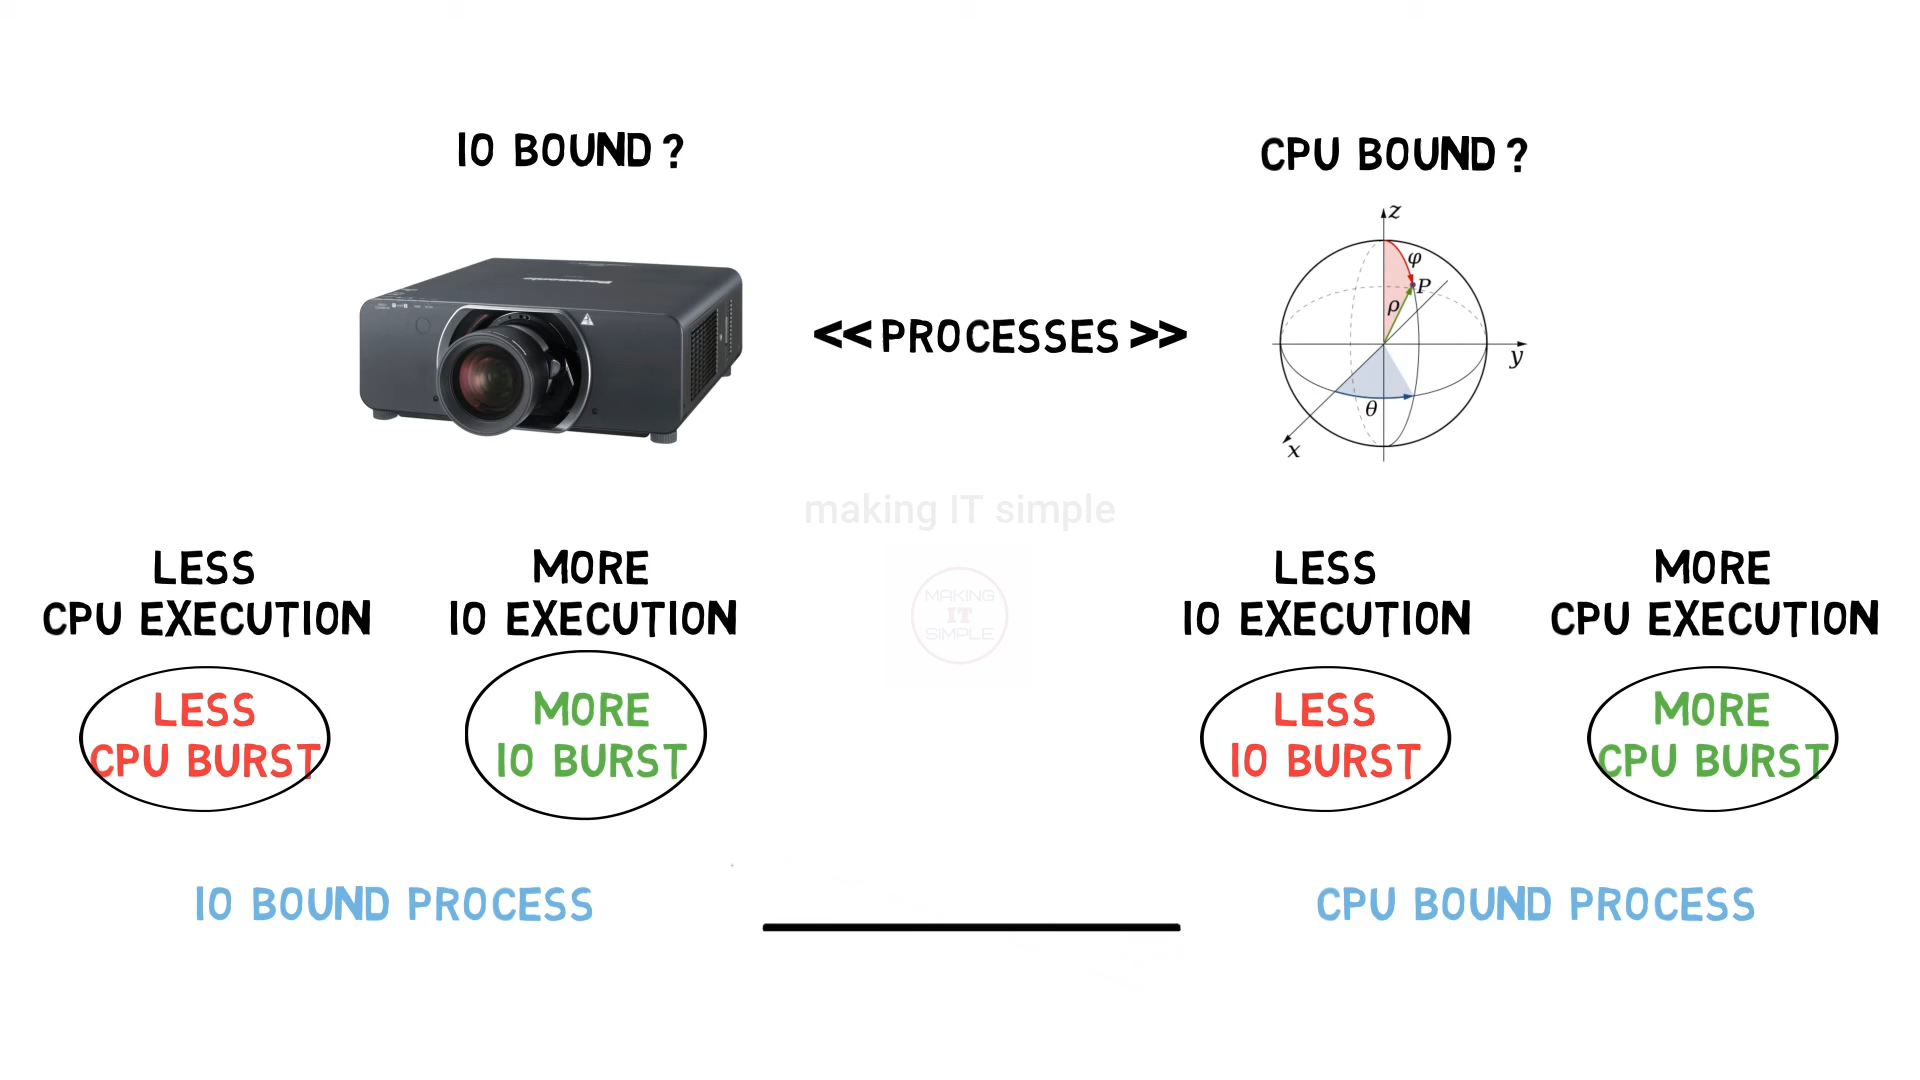 IO BOUND ?
CPU BOUND ?
Panasonic
z
φ
P
ρ
<< PROCESSES >>
y
θ
x
making IT simple
LESS
CPU EXECUTION
MORE
IO EXECUTION
MAKING
IT
SIMPLE
LESS
IO EXECUTION
MORE
CPU EXECUTION
LESS
CPU BURST
MORE
IO BURST
LESS
IO BURST
MORE
CPU BURST
IO BOUND PROCESS
CPU BOUND PROCESS